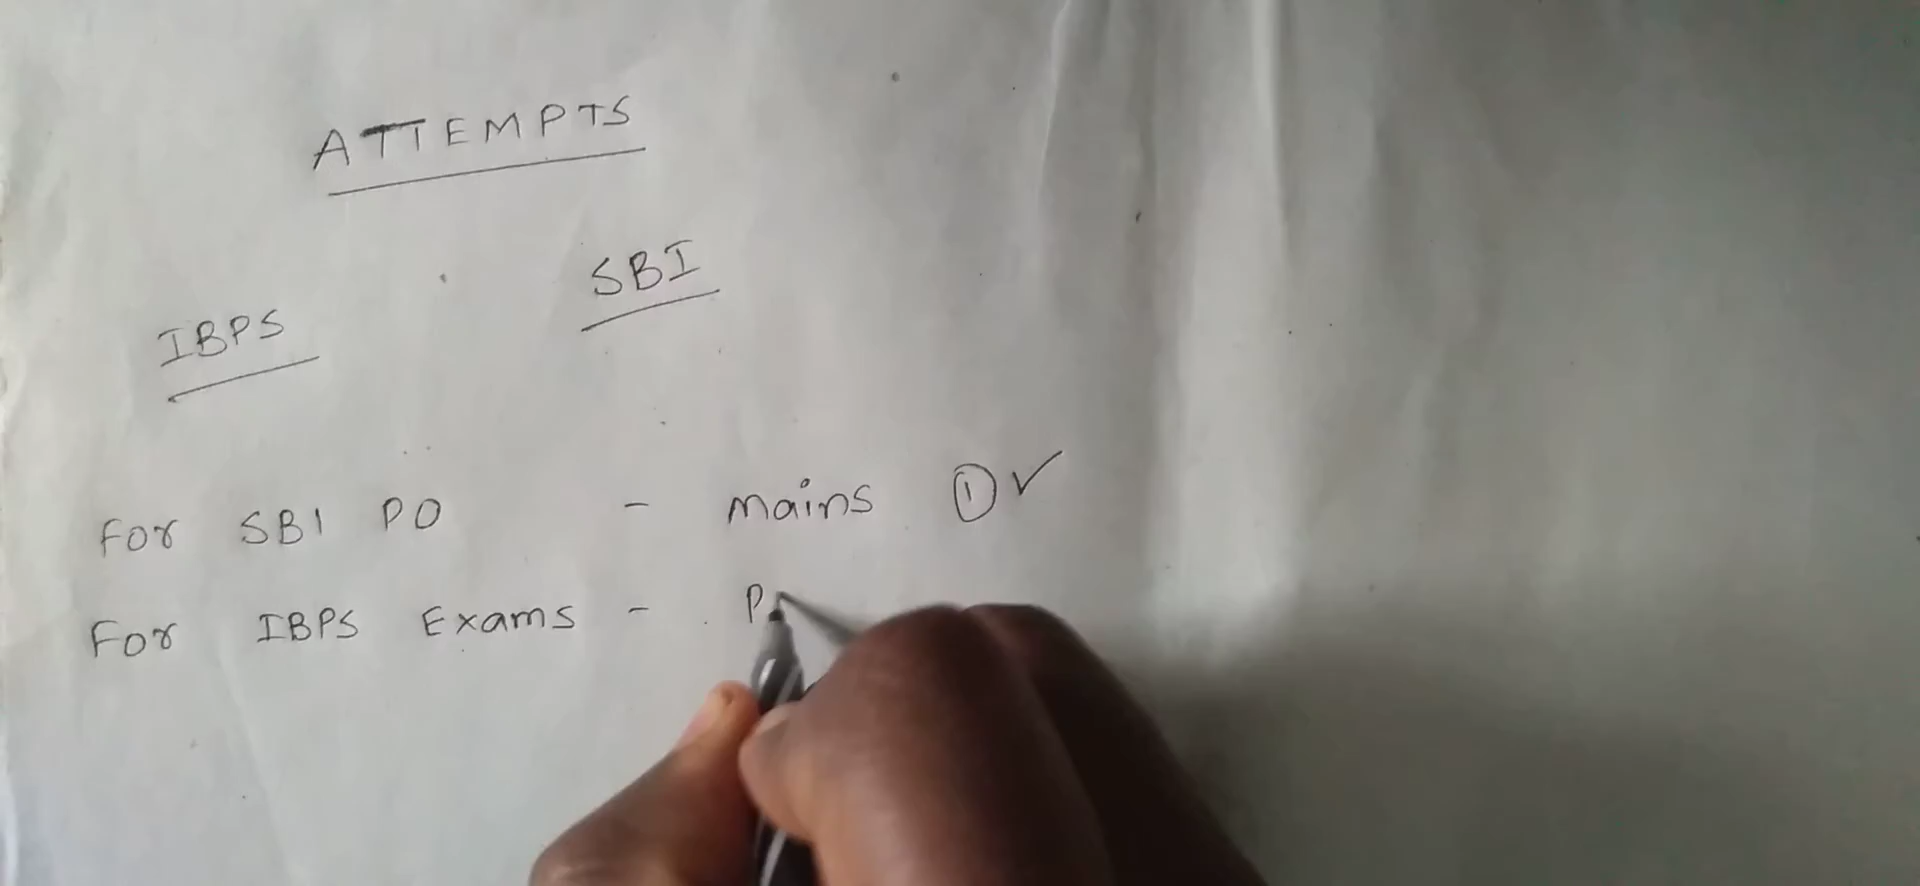 ATTEMPTS
IBPS
SBI
For SBI PO - mains ① ✓
For IBPS Exams -